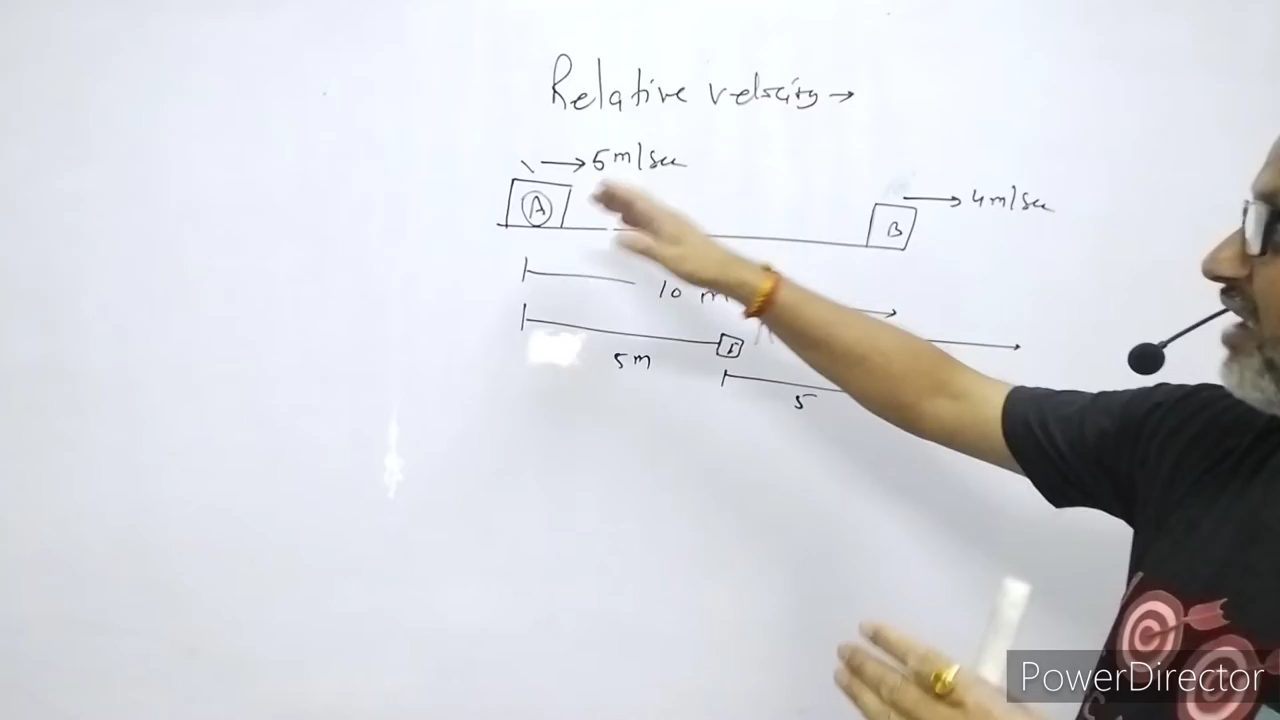 Relative velocity →
→ 5 m/sec
A
→ 4 m/sec
B
10 m
5 m
5
PowerDirector